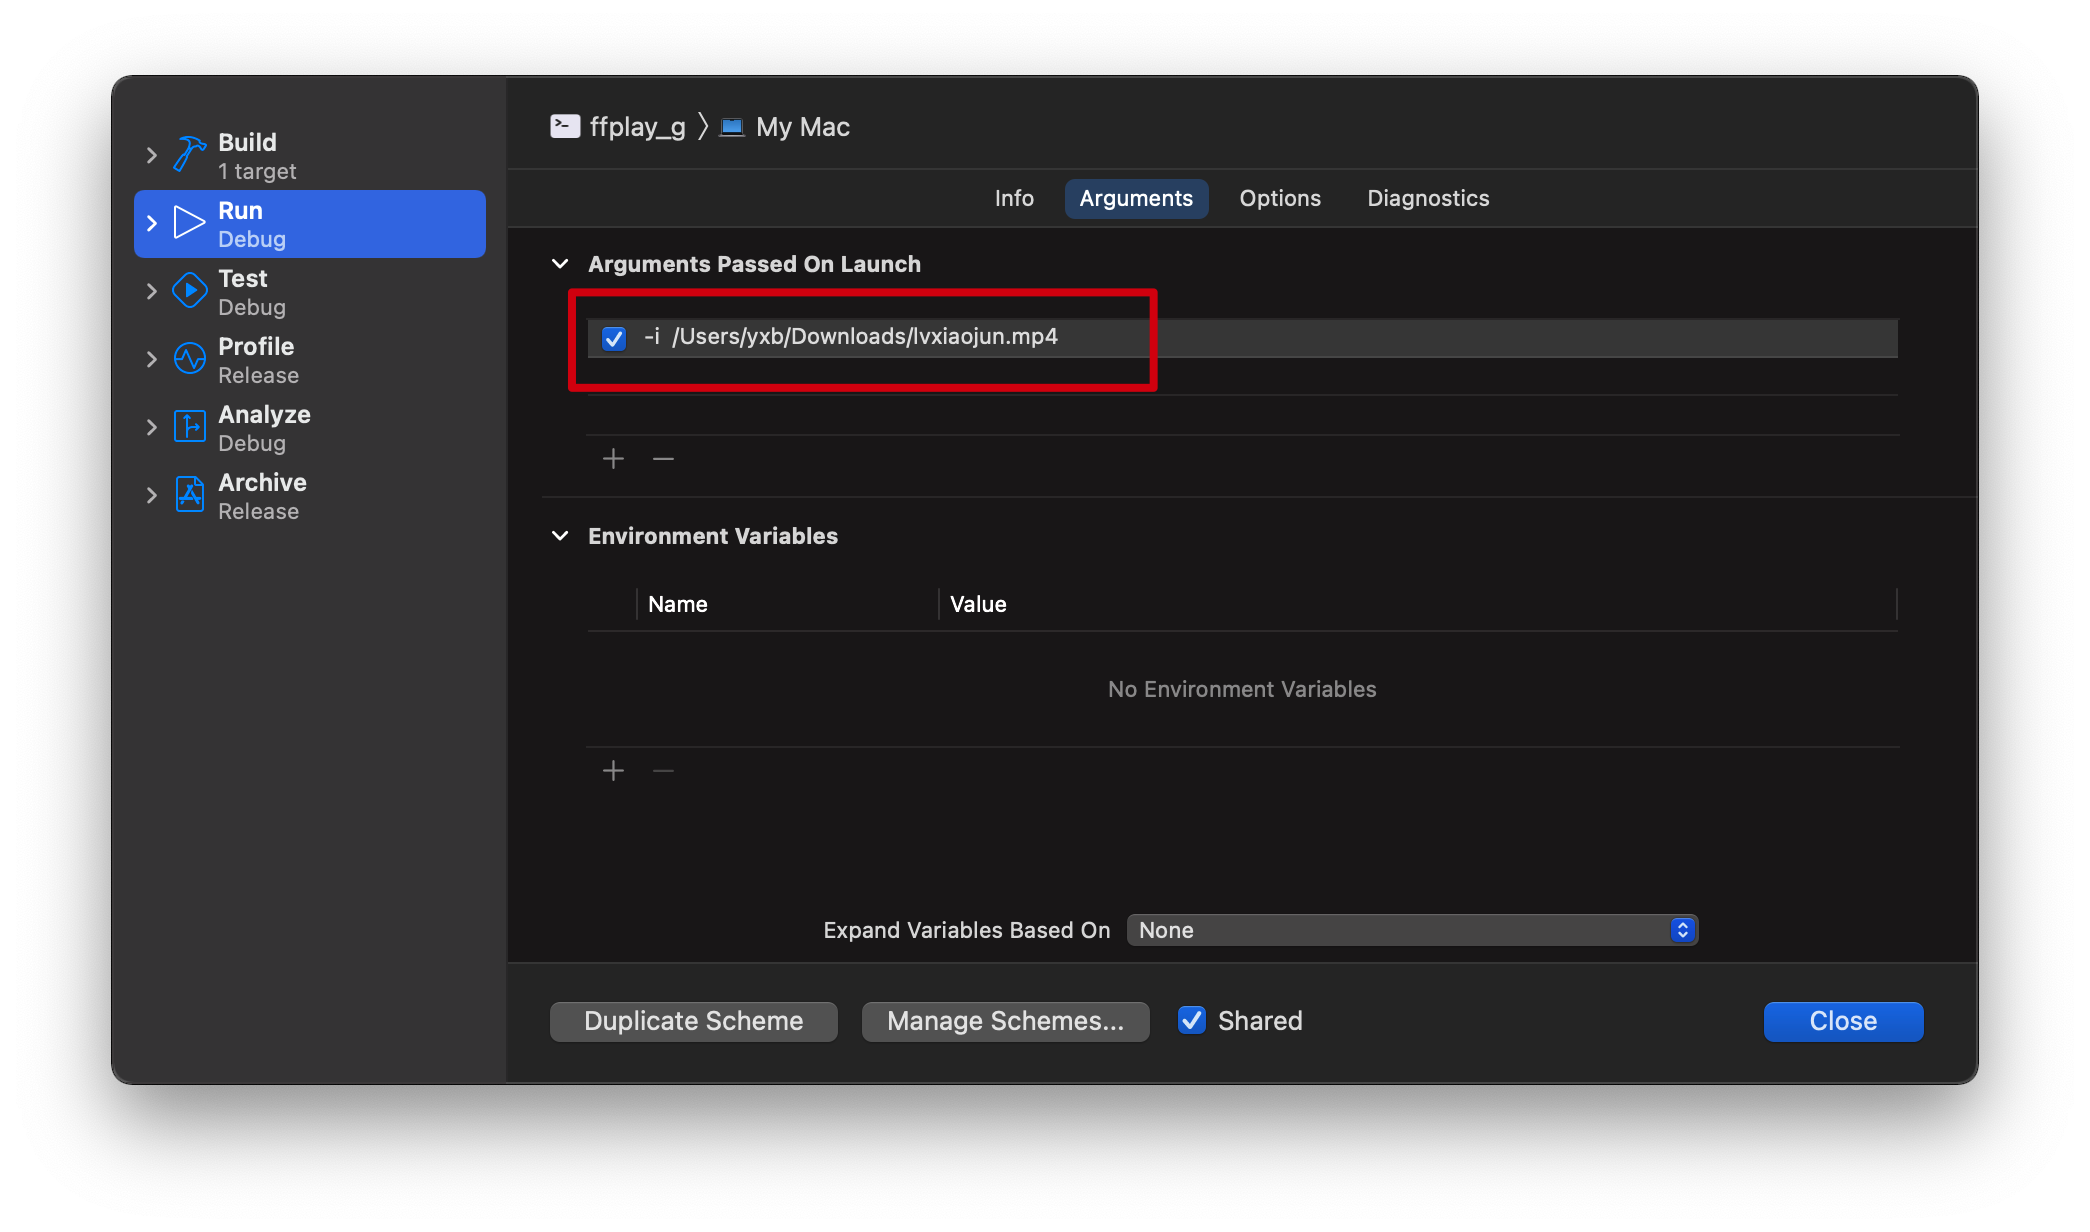 Build
1 target
Run
Debug
Test
Debug
Profile
Release
Analyze
Debug
Archive
Release
ffplay_g 〉 My Mac
Info Arguments Options Diagnostics
Arguments Passed On Launch
-i /Users/yxb/Downloads/lvxiaojun.mp4
Environment Variables
Name Value
No Environment Variables
Expand Variables Based On None
Duplicate Scheme Manage Schemes... Shared Close